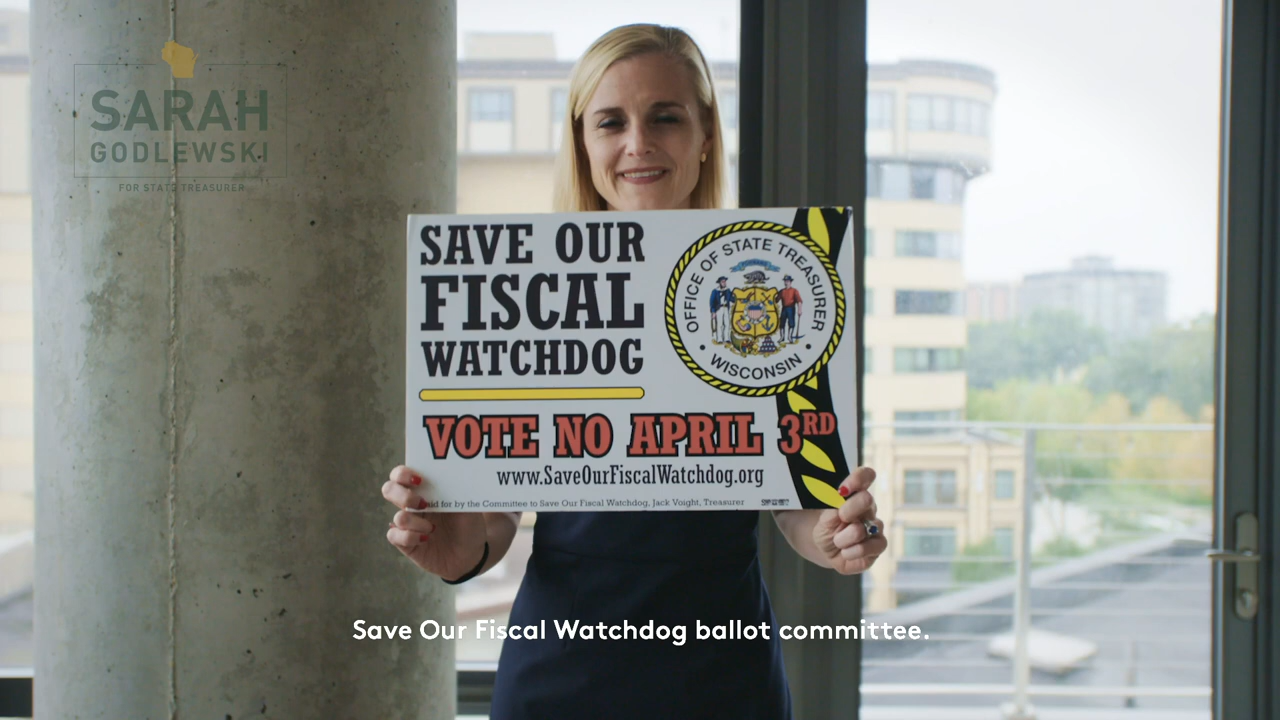 SARAH
GODLEWSKI
FOR STATE TREASURER
SAVE OUR
FISCAL
WATCHDOG
OFFICE OF STATE TREASURER
• WISCONSIN •
VOTE NO APRIL 3RD
www.SaveOurFiscalWatchdog.org
aid for by the Committee to Save Our Fiscal Watchdog, Jack Voight, Treasurer
Save Our Fiscal Watchdog ballot committee.